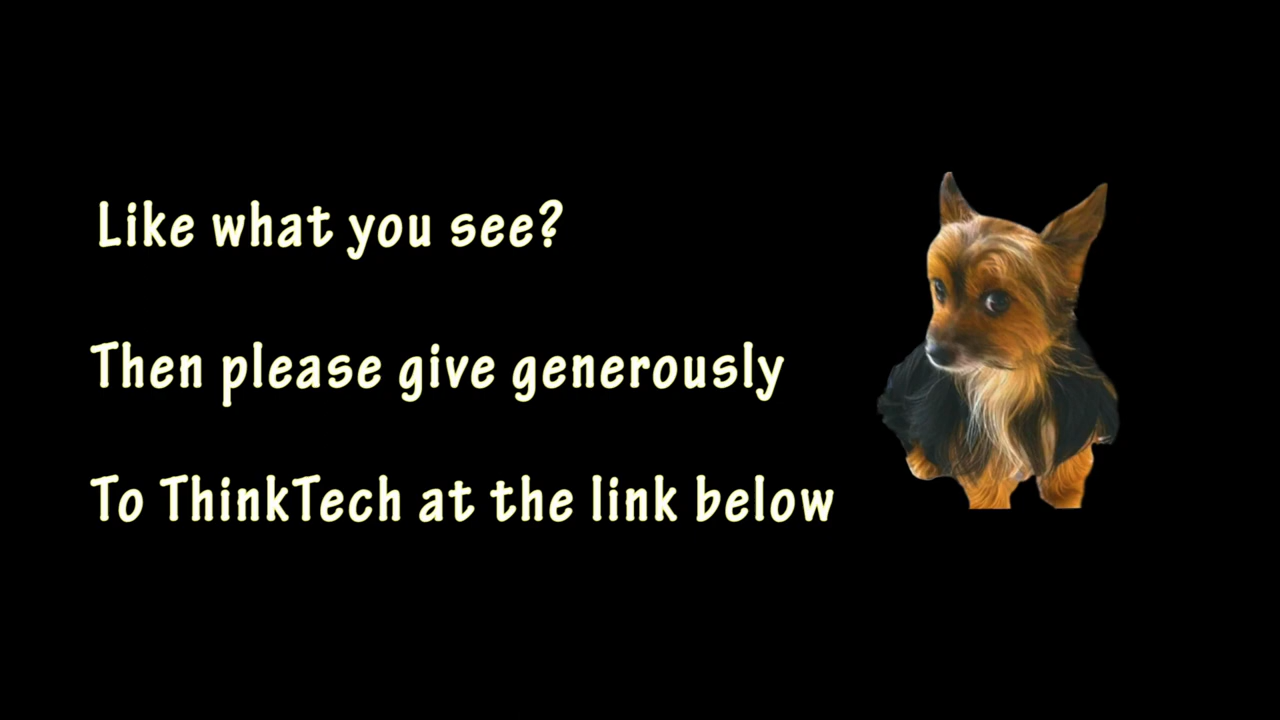 Like what you see?
Then please give generously
To ThinkTech at the link below